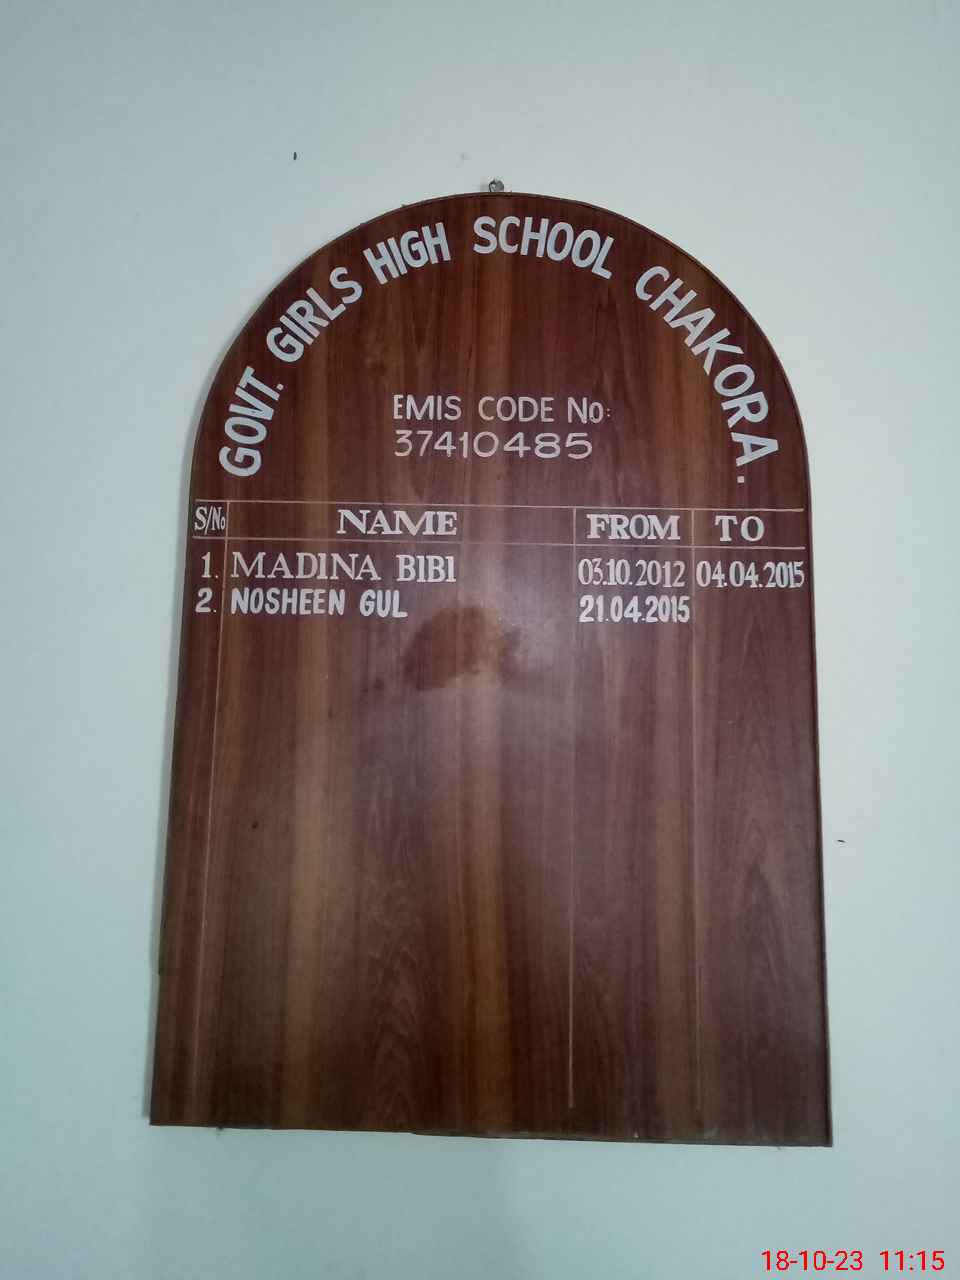 GOVT. GIRLS HIGH SCHOOL CHAKORA.
EMIS CODE No:
37410485
S/No NAME FROM TO
1. MADINA BIBI 03.10.2012 04.04.2015
2. NOSHEEN GUL 21.04.2015
18-10-23 11:15